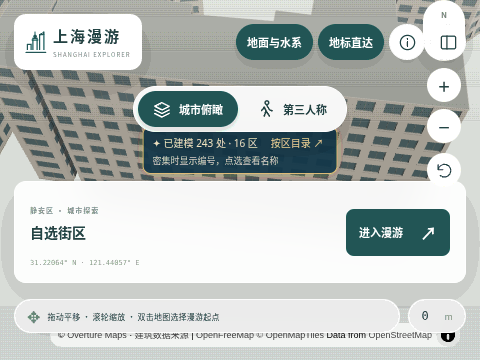 上海漫游
SHANGHAI EXPLORER
地面与水系
地标直达
N
城市俯瞰
第三人称
✦ 已建模 243 处 · 16 区 按区目录 ↗
密集时显示编号，点选查看名称
静安区 · 城市探索
自选街区
31.22064° N · 121.44857° E
进入漫游 ↗
拖动平移 · 滚轮缩放 · 双击地图选择漫游起点
0 m
© Overture Maps · 建筑数据来源 | OpenFreeMap © OpenMapTiles Data from OpenStreetMap